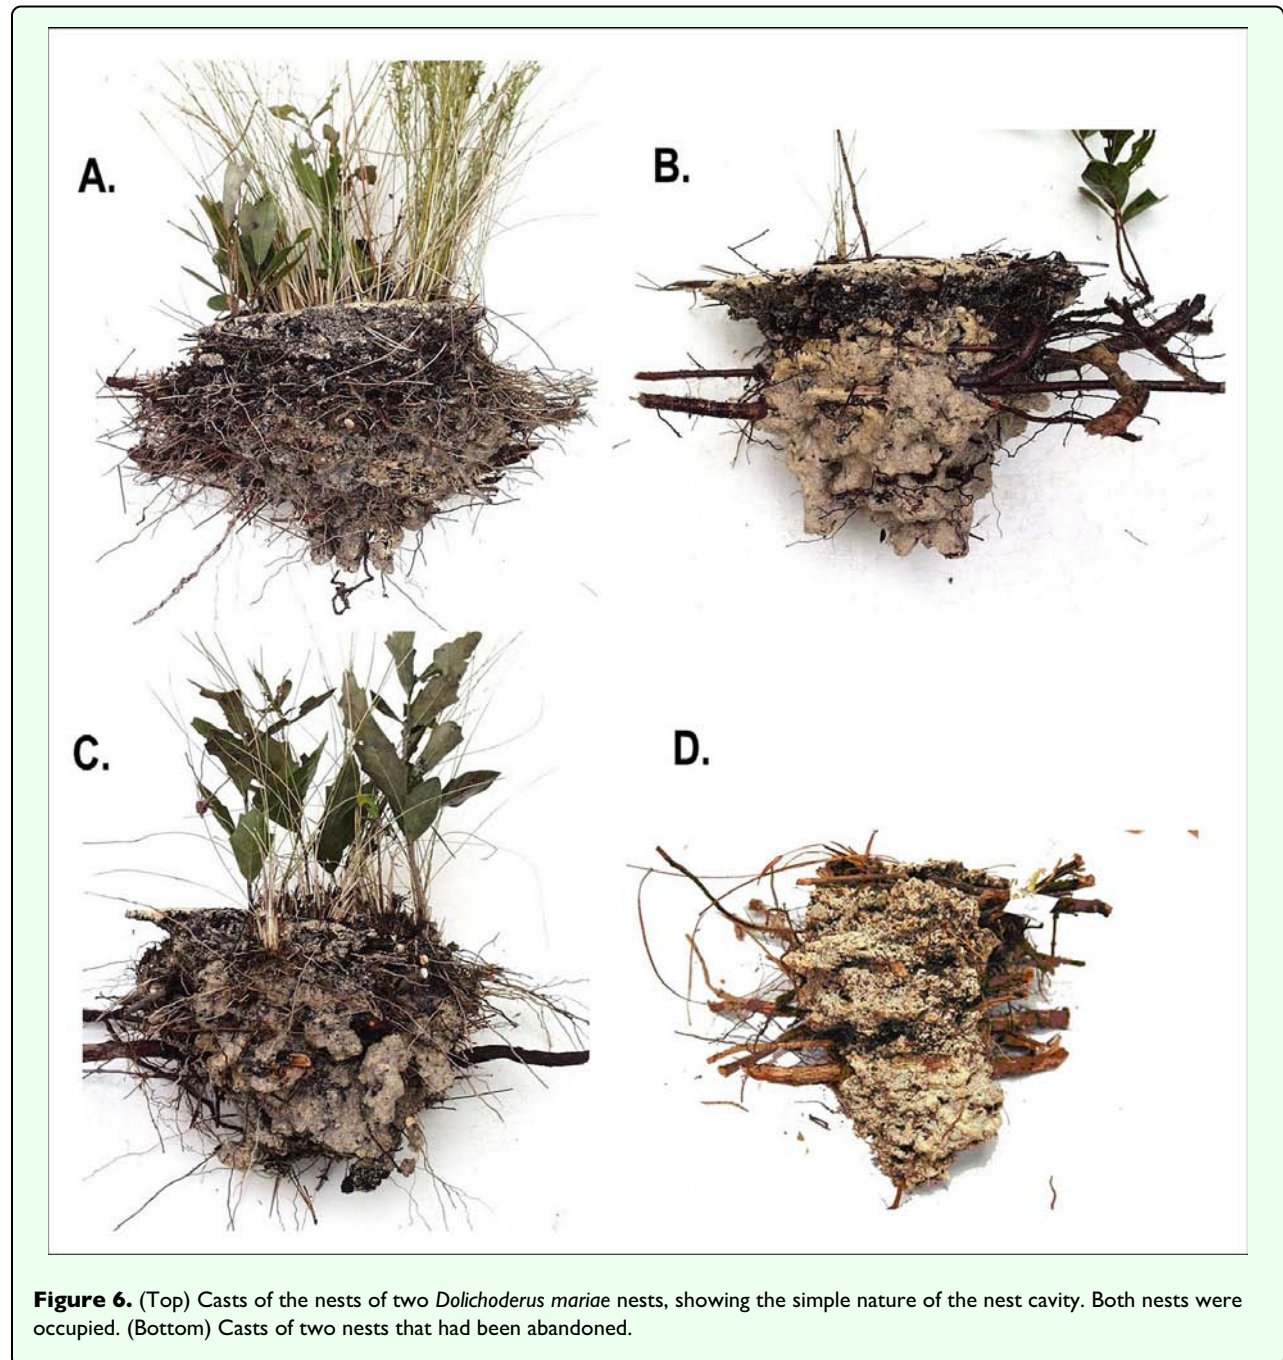 A.
B.
C.
D.
Figure 6. (Top) Casts of the nests of two Dolichoderus mariae nests, showing the simple nature of the nest cavity. Both nests were
occupied. (Bottom) Casts of two nests that had been abandoned.